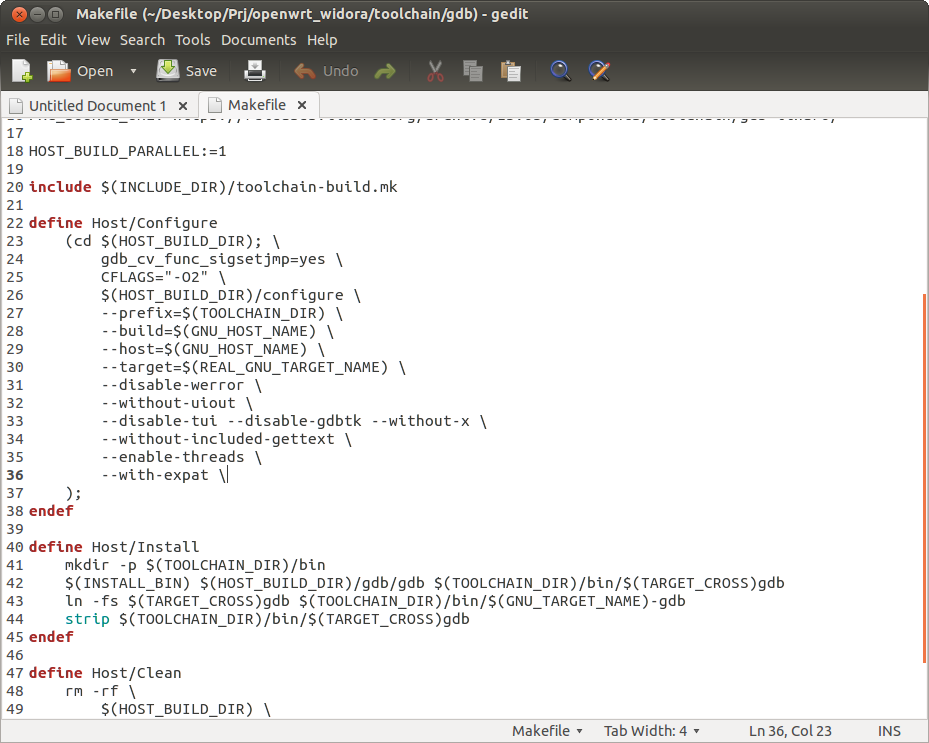 Makefile (~/Desktop/Prj/openwrt_widora/toolchain/gdb) - gedit
File Edit View Search Tools Documents Help
Open Save Undo
Untitled Document 1 × Makefile ×
17
18 HOST_BUILD_PARALLEL:=1
19
20 include $(INCLUDE_DIR)/toolchain-build.mk
21
22 define Host/Configure
23 (cd $(HOST_BUILD_DIR); \
24 gdb_cv_func_sigsetjmp=yes \
25 CFLAGS="-O2" \
26 $(HOST_BUILD_DIR)/configure \
27 --prefix=$(TOOLCHAIN_DIR) \
28 --build=$(GNU_HOST_NAME) \
29 --host=$(GNU_HOST_NAME) \
30 --target=$(REAL_GNU_TARGET_NAME) \
31 --disable-werror \
32 --without-uiout \
33 --disable-tui --disable-gdbtk --without-x \
34 --without-included-gettext \
35 --enable-threads \
36 --with-expat \
37 );
38 endef
39
40 define Host/Install
41 mkdir -p $(TOOLCHAIN_DIR)/bin
42 $(INSTALL_BIN) $(HOST_BUILD_DIR)/gdb/gdb $(TOOLCHAIN_DIR)/bin/$(TARGET_CROSS)gdb
43 ln -fs $(TARGET_CROSS)gdb $(TOOLCHAIN_DIR)/bin/$(GNU_TARGET_NAME)-gdb
44 strip $(TOOLCHAIN_DIR)/bin/$(TARGET_CROSS)gdb
45 endef
46
47 define Host/Clean
48 rm -rf \
49 $(HOST_BUILD_DIR) \
Makefile Tab Width: 4 Ln 36, Col 23 INS